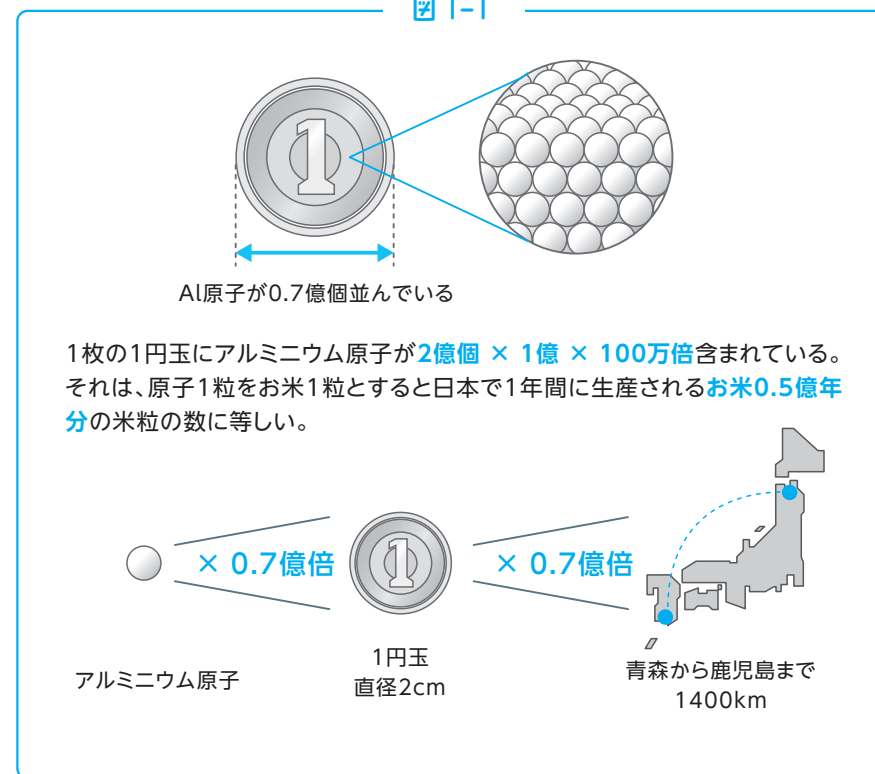 図 1-1
1
Al原子が0.7億個並んでいる
1枚の1円玉にアルミニウム原子が2億個 × 1億 × 100万倍含まれている。
それは、原子1粒をお米1粒とすると日本で1年間に生産されるお米0.5億年
分の米粒の数に等しい。
× 0.7億倍
1
× 0.7億倍
アルミニウム原子
1円玉
直径2cm
青森から鹿児島まで
1400km